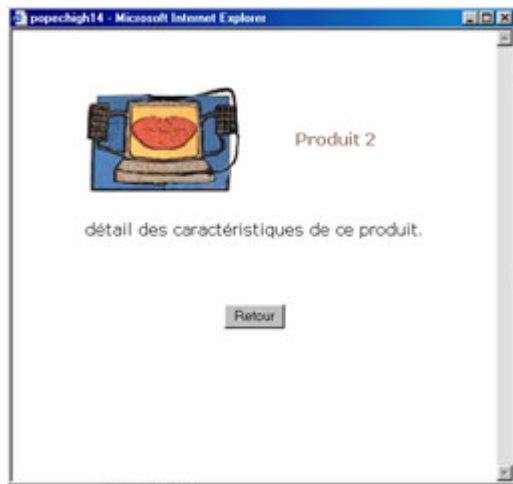 popechigh14 - Microsoft Internet Explorer
Produit 2
détail des caractéristiques de ce produit.
Retour